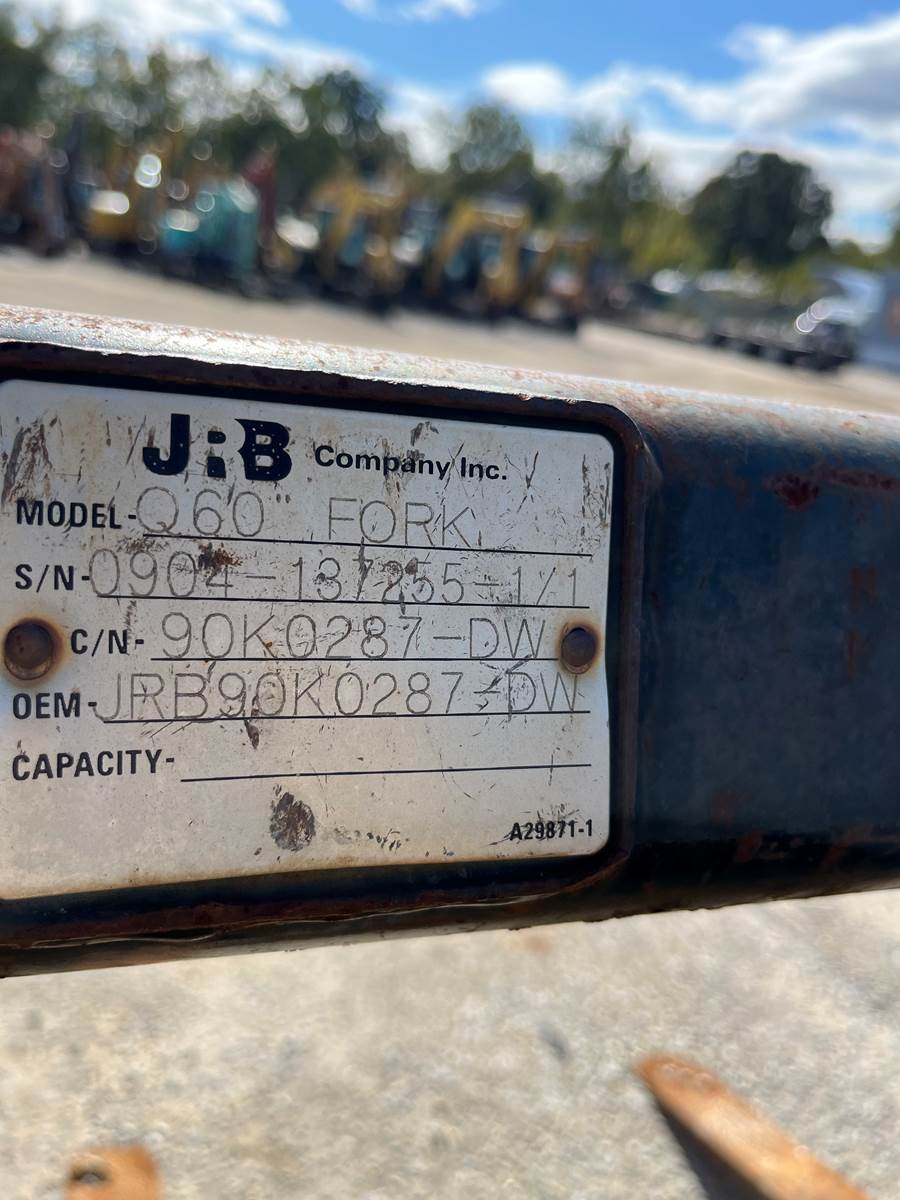 JRB Company Inc.
MODEL-Q60" FORK
S/N-0904-137255-1/1
C/N- 90K0287-DW
OEM-JRB90K0287-DW
CAPACITY-
A29871-1